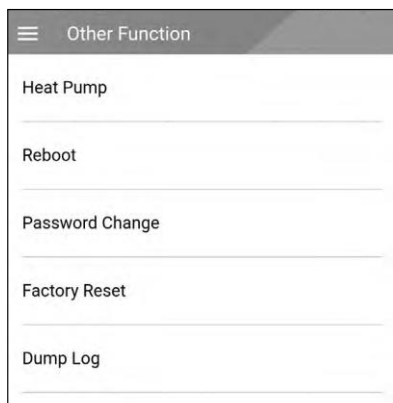 Other Function
Heat Pump
Reboot
Password Change
Factory Reset
Dump Log